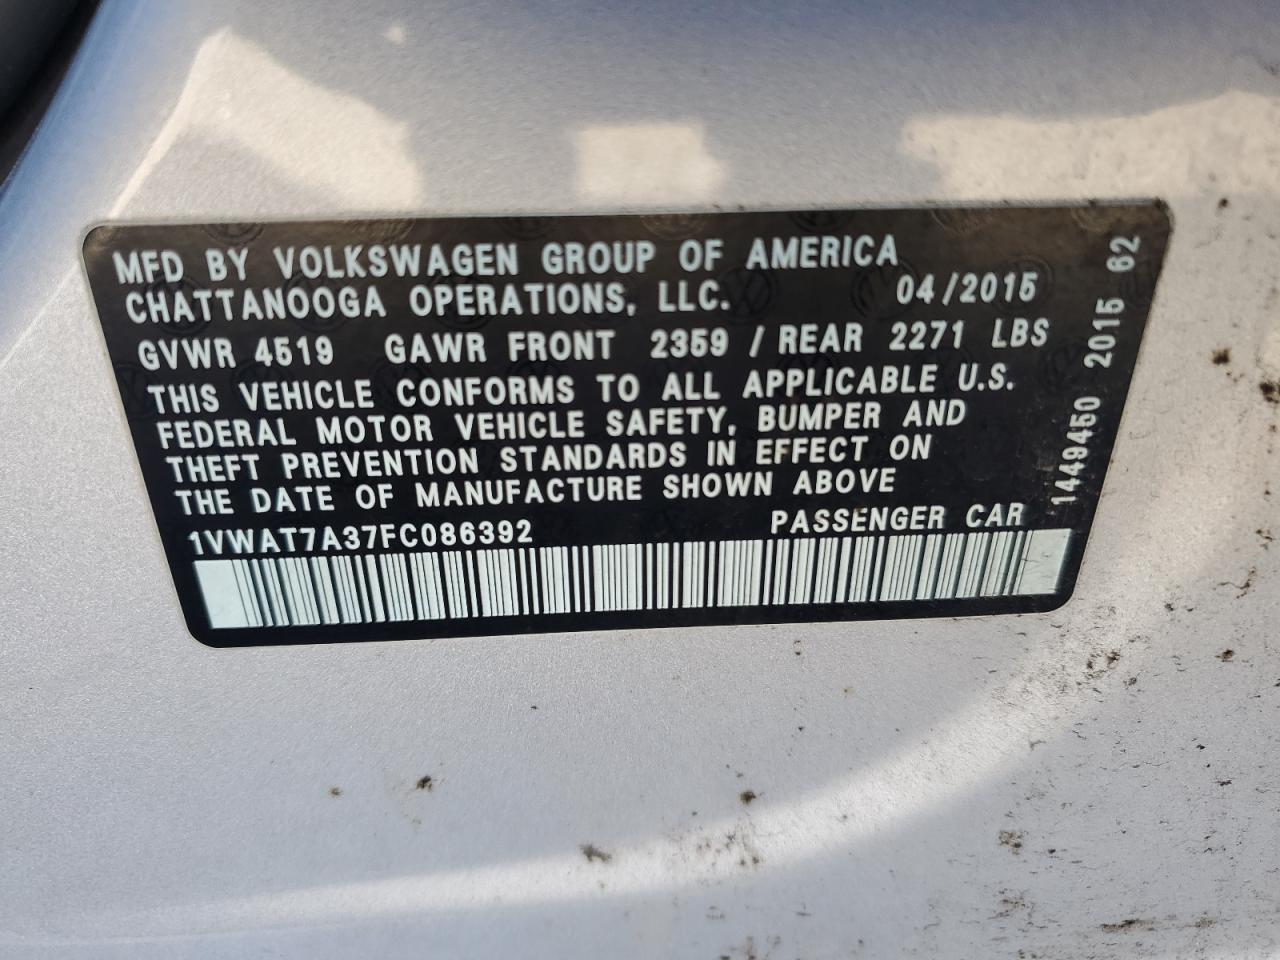 MFD BY VOLKSWAGEN GROUP OF AMERICA
CHATTANOOGA OPERATIONS, LLC. 04/2015
GVWR 4519 GAWR FRONT 2359 / REAR 2271 LBS
THIS VEHICLE CONFORMS TO ALL APPLICABLE U.S.
FEDERAL MOTOR VEHICLE SAFETY, BUMPER AND
THEFT PREVENTION STANDARDS IN EFFECT ON
THE DATE OF MANUFACTURE SHOWN ABOVE
1VWAT7A37FC086392 PASSENGER CAR
1449450 2015 62